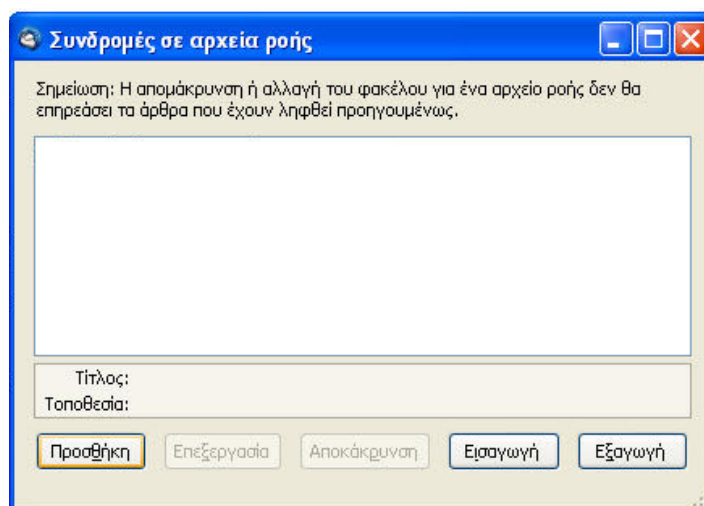 Συνδρομές σε αρχεία ροής
Σημείωση: Η απομάκρυνση ή αλλαγή του φακέλου για ένα αρχείο ροής δεν θα
επηρεάσει τα άρθρα που έχουν ληφθεί προηγουμένως.
Τίτλος:
Τοποθεσία:
Προσθήκη Επεξεργασία Αποκάκρυνση Εισαγωγή Εξαγωγή